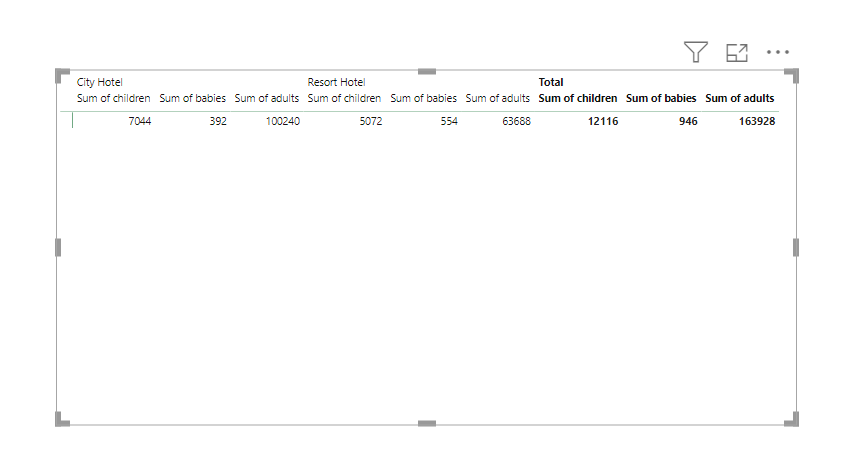 City Hotel Resort Hotel Total
Sum of children Sum of babies Sum of adults Sum of children Sum of babies Sum of adults Sum of children Sum of babies Sum of adults
7044 392 100240 5072 554 63688 12116 946 163928